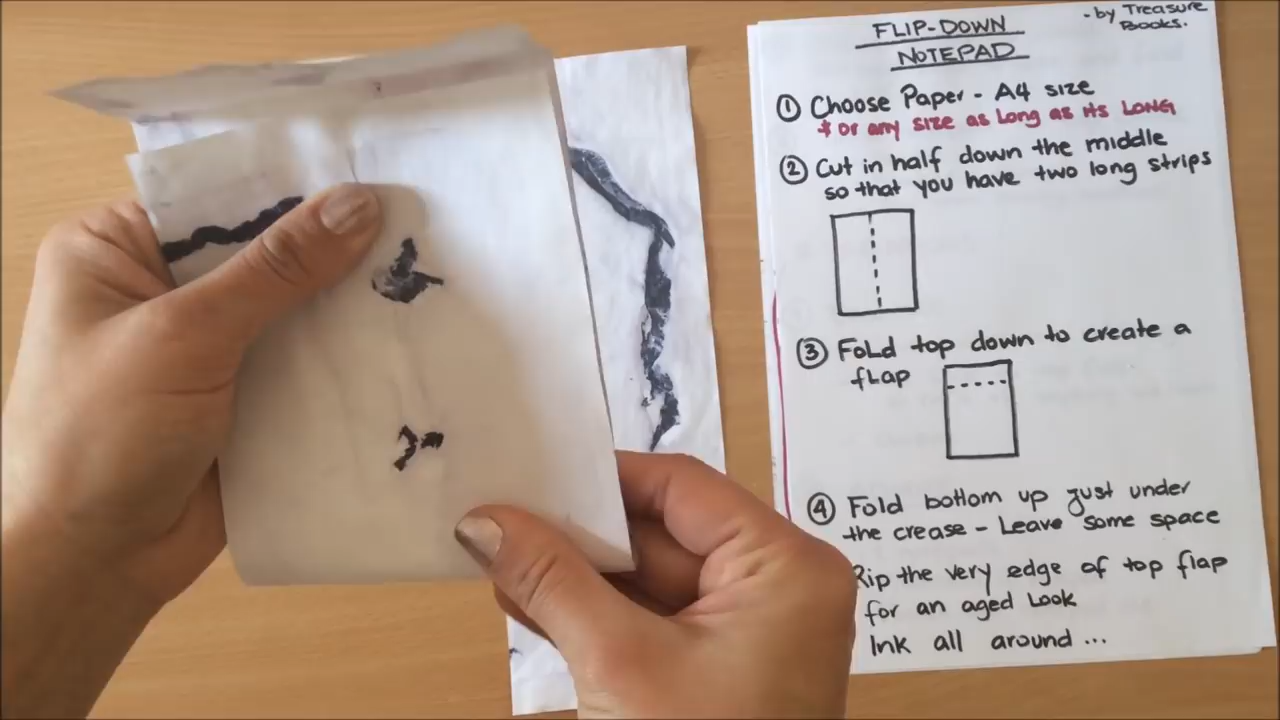 FLIP-DOWN
NOTEPAD
- by Treasure
Books.
① Choose Paper - A4 size
* or any size as Long as its LONG
② Cut in half down the middle
so that you have two long strips
③ Fold top down to create a
flap
④ Fold bottom up just under
the crease - Leave some space
Rip the very edge of top flap
for an aged Look
Ink all around ...